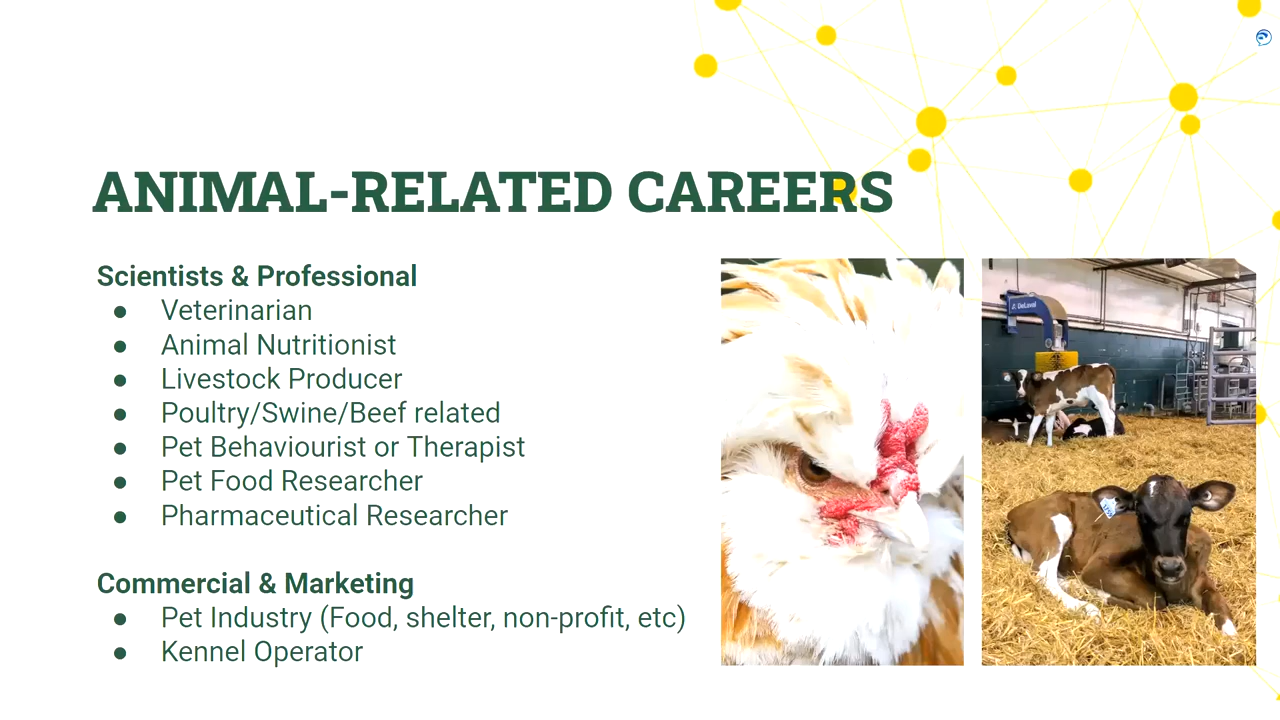 ANIMAL-RELATED CAREERS
Scientists & Professional
● Veterinarian
● Animal Nutritionist
● Livestock Producer
● Poultry/Swine/Beef related
● Pet Behaviourist or Therapist
● Pet Food Researcher
● Pharmaceutical Researcher
Commercial & Marketing
● Pet Industry (Food, shelter, non-profit, etc)
● Kennel Operator
DeLaval